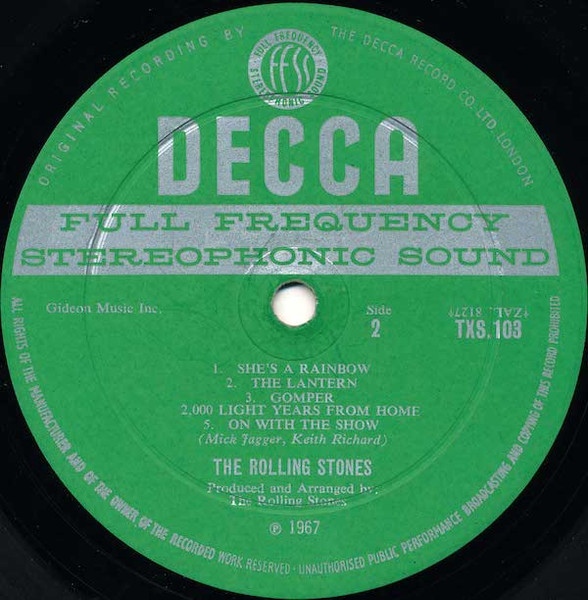 ORIGINAL RECORDING BY THE DECCA RECORD CO. LTD. LONDON
FULL FREQUENCY
FFSS
STEREOPHONIC SOUND
DECCA
FULL FREQUENCY
STEREOPHONIC SOUND
Gideon Music Inc.
Side
2
†ZAL. 8127†
TXS.103
1. SHE'S A RAINBOW
2. THE LANTERN
3. GOMPER
2,000 LIGHT YEARS FROM HOME
5. ON WITH THE SHOW
(Mick Jagger, Keith Richard)
THE ROLLING STONES
Produced and Arranged by:
The Rolling Stones
℗ 1967
ALL RIGHTS OF THE MANUFACTURER AND OF THE OWNER OF THE RECORDED WORK RESERVED · UNAUTHORISED PUBLIC PERFORMANCE BROADCASTING AND COPYING OF THIS RECORD PROHIBITED